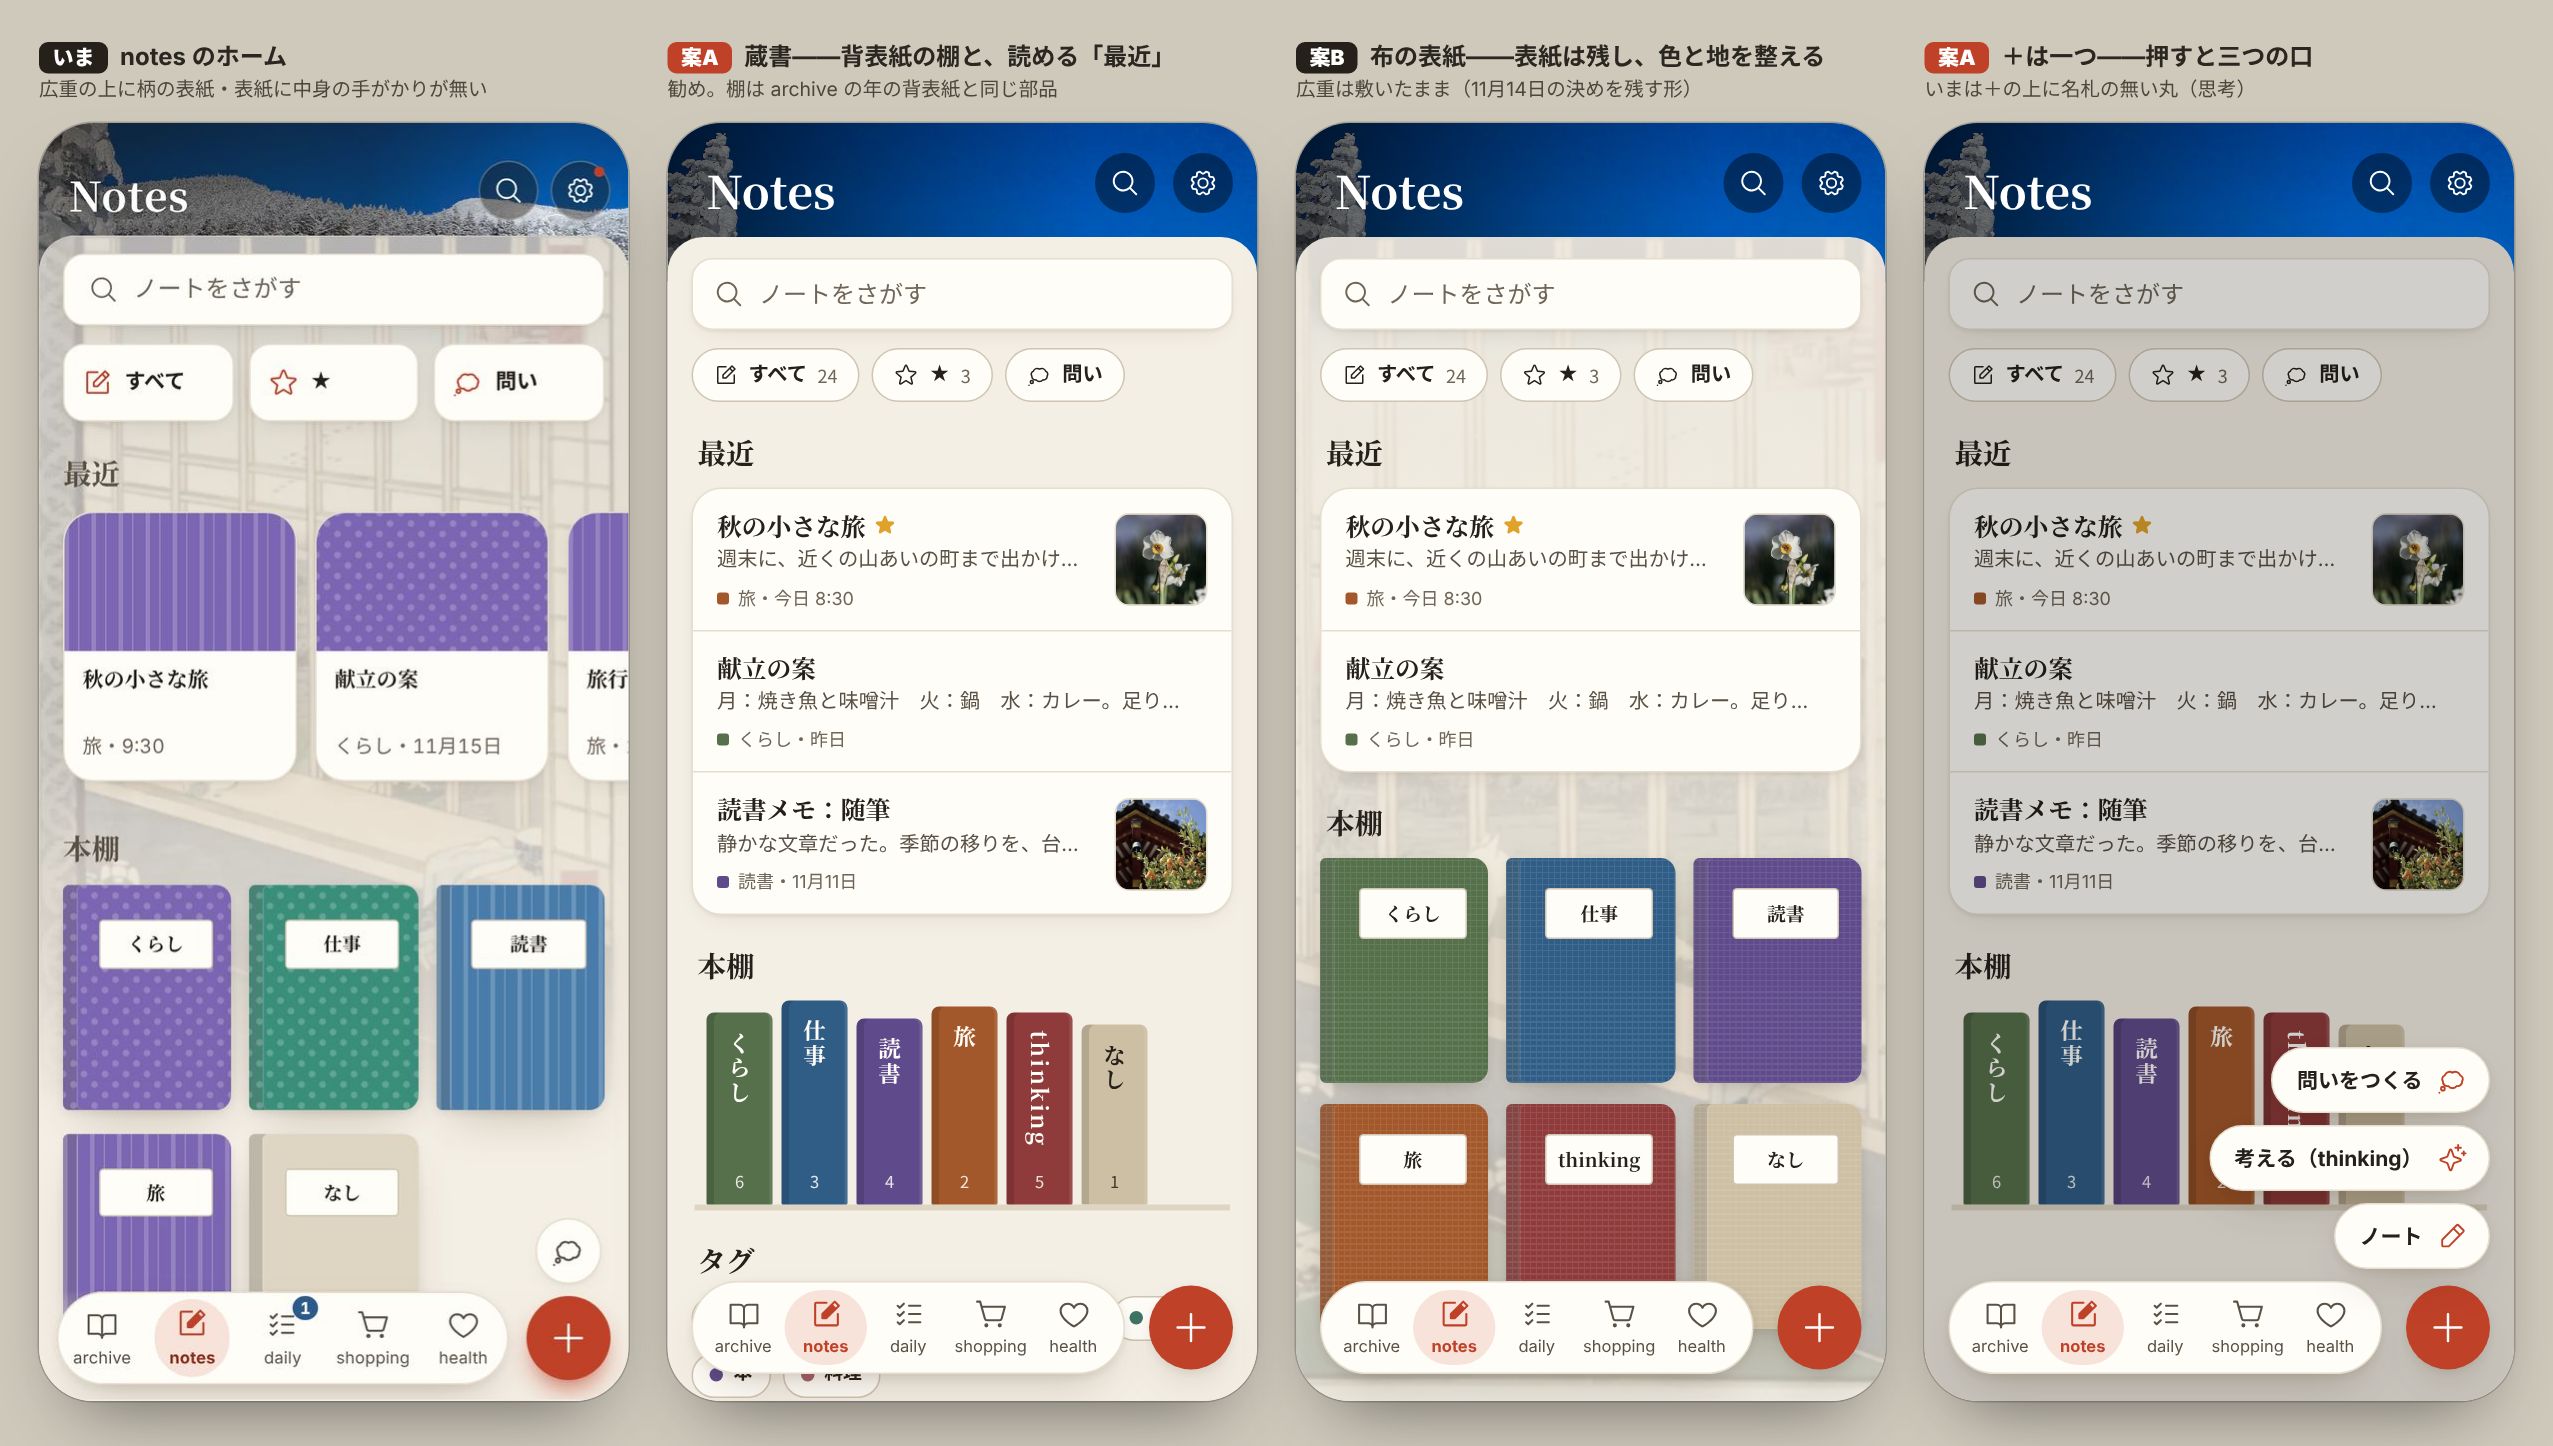 いま notes のホーム
広重の上に柄の表紙・表紙に中身の手がかりが無い
Notes
ノートをさがす
すべて ★ 問い
最近
秋の小さな旅
旅・9:30
献立の案
くらし・11月15日
旅行
旅・
本棚
くらし 仕事 読書
旅 なし
archive notes daily 1 shopping health
案A 蔵書——背表紙の棚と、読める「最近」
勧め。棚は archive の年の背表紙と同じ部品
Notes
ノートをさがす
すべて 24 ★ 3 問い
最近
秋の小さな旅
週末に、近くの山あいの町まで出かけ…
旅・今日 8:30
献立の案
月：焼き魚と味噌汁　火：鍋　水：カレー。足り…
くらし・昨日
読書メモ：随筆
静かな文章だった。季節の移りを、台…
読書・11月11日
本棚
くらし 仕事 読書 旅 thinking なし
6 3 4 2 5 1
タグ
archive notes daily shopping health
本 料理
案B 布の表紙——表紙は残し、色と地を整える
広重は敷いたまま（11月14日の決めを残す形）
Notes
ノートをさがす
すべて 24 ★ 3 問い
最近
秋の小さな旅
週末に、近くの山あいの町まで出かけ…
旅・今日 8:30
献立の案
月：焼き魚と味噌汁　火：鍋　水：カレー。足り…
くらし・昨日
本棚
くらし 仕事 読書
旅 thinking なし
archive notes daily shopping health
案A ＋は一つ——押すと三つの口
いまは＋の上に名札の無い丸（思考）
Notes
ノートをさがす
すべて 24 ★ 3 問い
最近
秋の小さな旅
週末に、近くの山あいの町まで出かけ…
旅・今日 8:30
献立の案
月：焼き魚と味噌汁　火：鍋　水：カレー。足り…
くらし・昨日
読書メモ：随筆
静かな文章だった。季節の移りを、台…
読書・11月11日
本棚
くらし 仕事 読書 旅
問いをつくる
考える（thinking）
6 3 4
ノート
archive notes daily shopping health